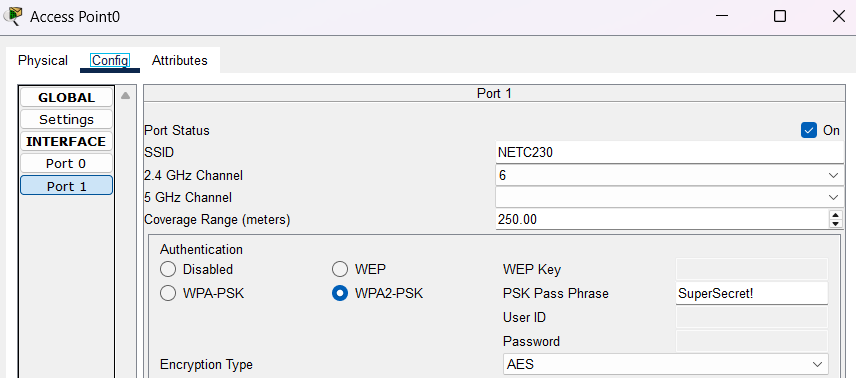 Access Point0
Physical Config Attributes
GLOBAL
Settings
INTERFACE
Port 0
Port 1
Port 1
Port Status On
SSID NETC230
2.4 GHz Channel 6
5 GHz Channel
Coverage Range (meters) 250.00
Authentication
Disabled WEP WEP Key
WPA-PSK WPA2-PSK PSK Pass Phrase SuperSecret!
User ID
Password
Encryption Type AES